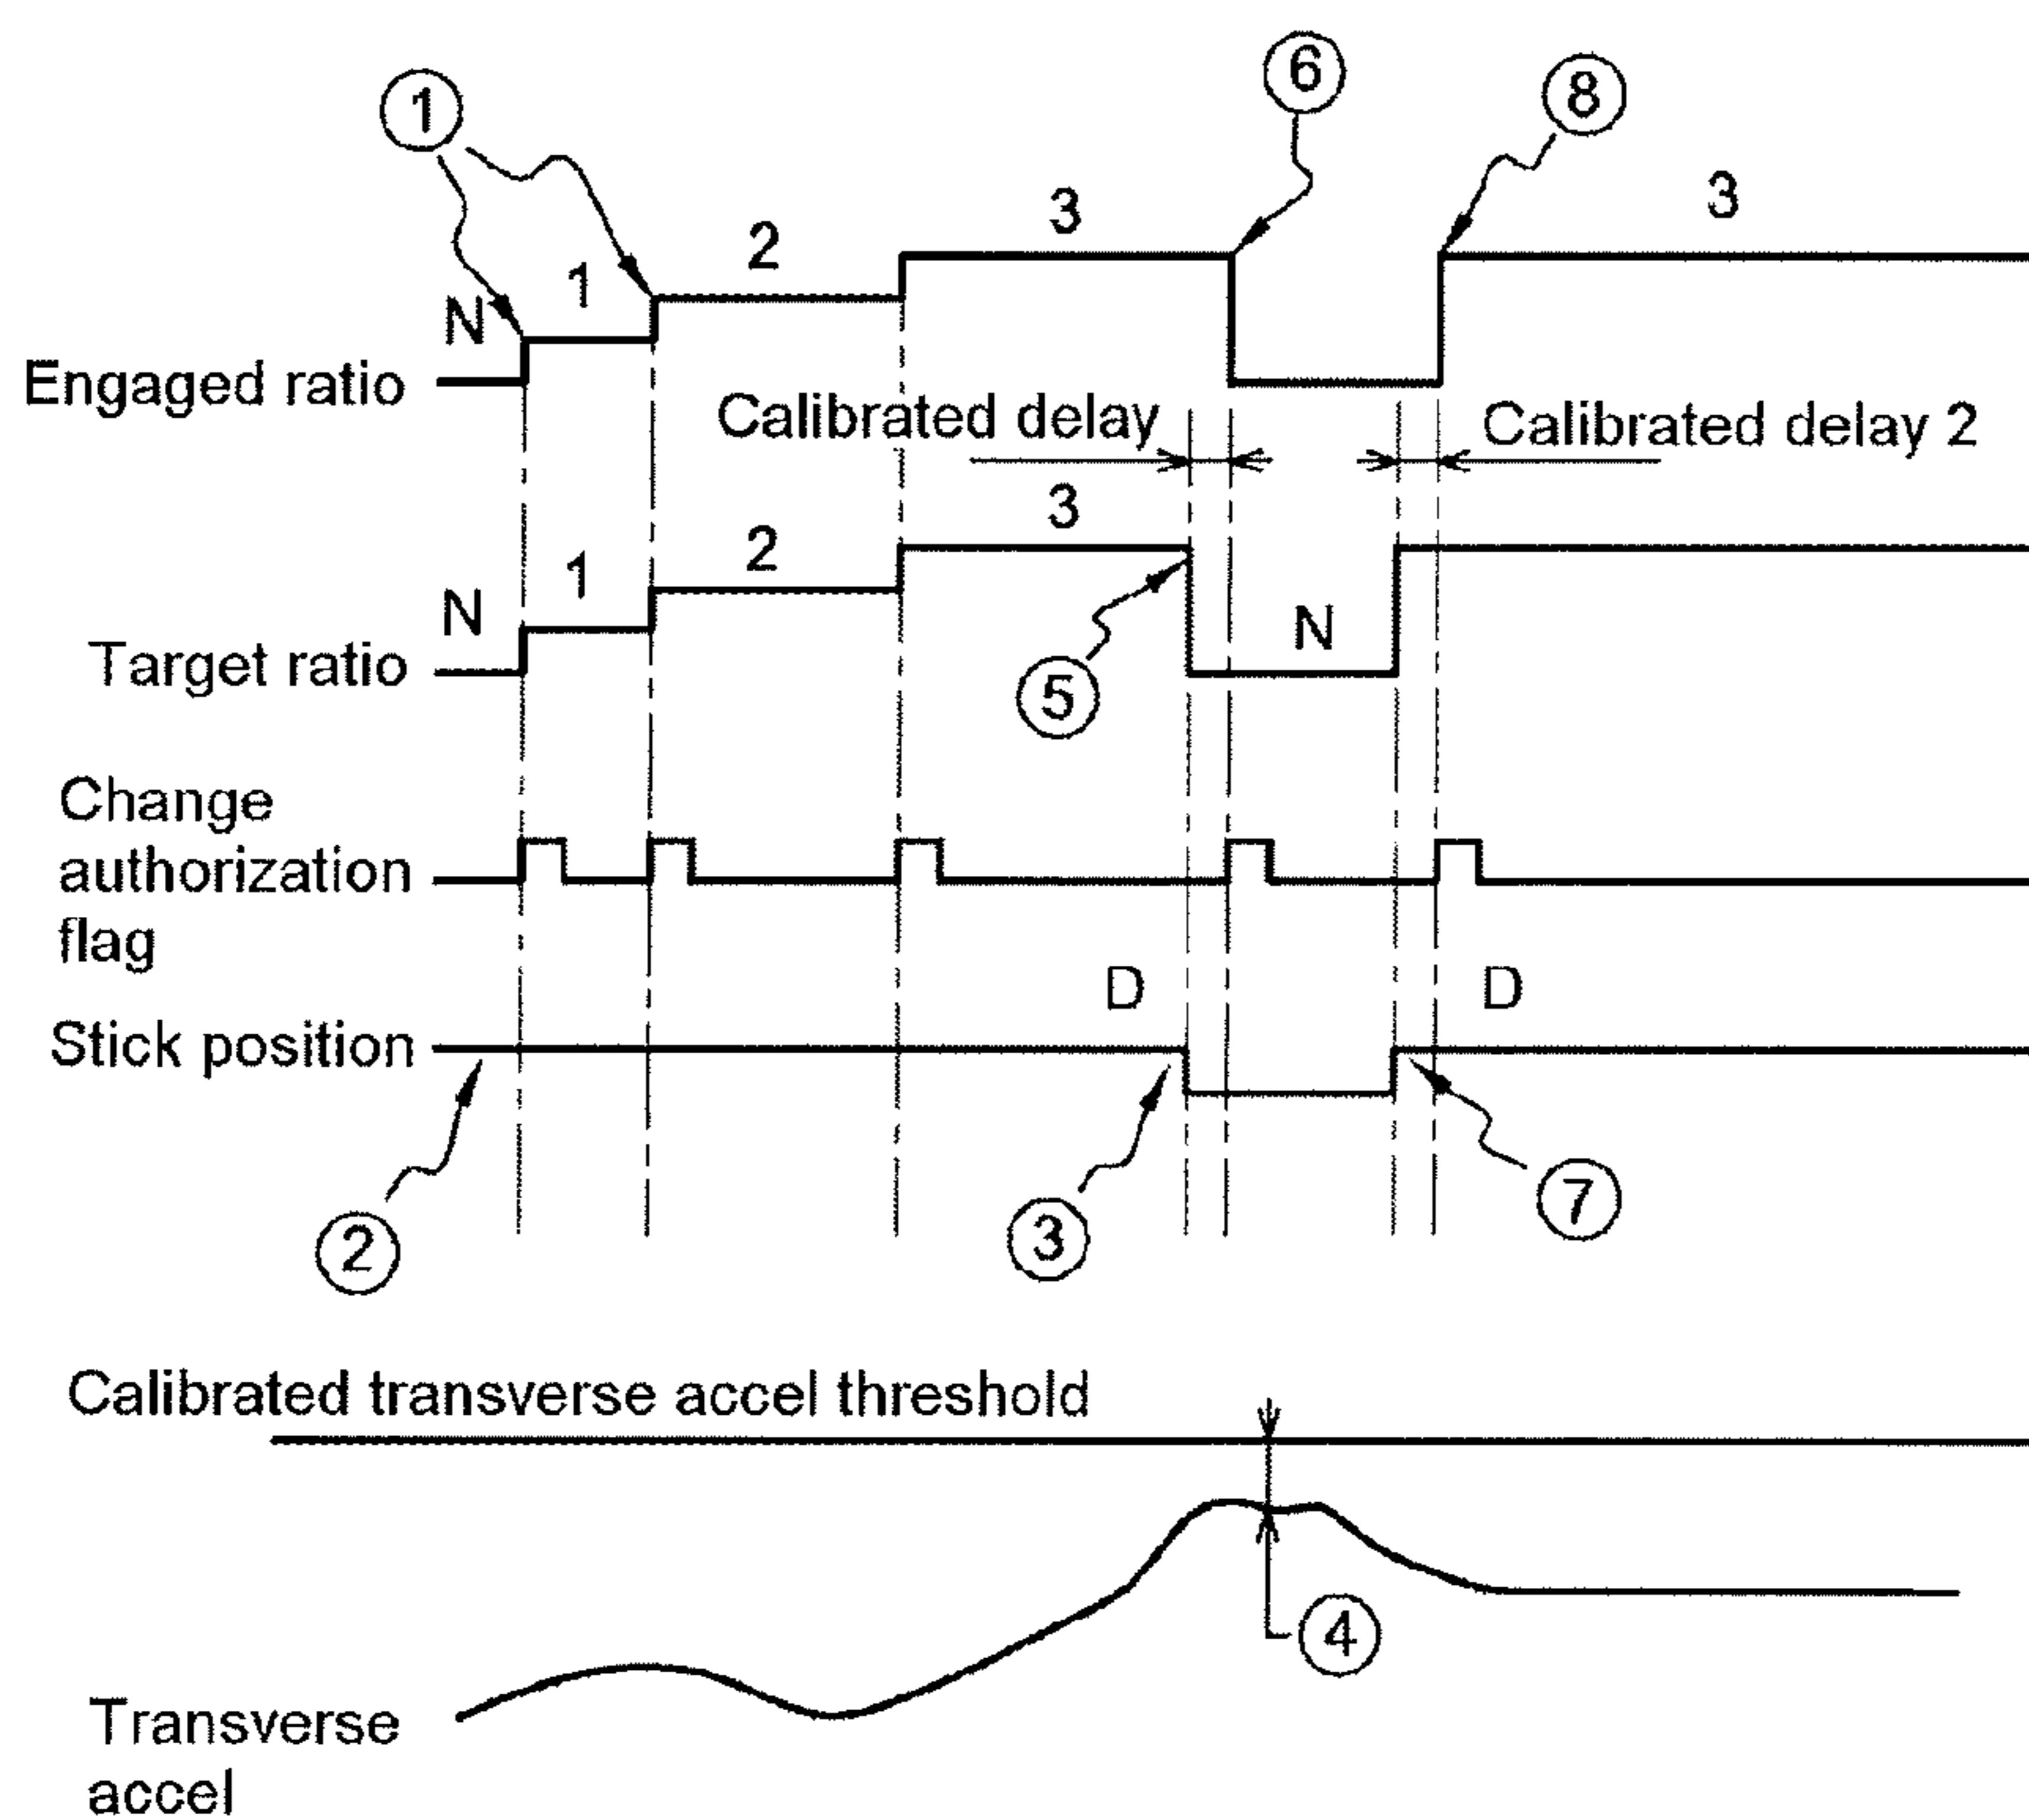 1
6
8
3
3
2
1
N
Engaged ratio
Calibrated delay
Calibrated delay 2
3
2
1
N
N
Target ratio
5
Change
authorization
flag
D
D
Stick position
2
3
7
Calibrated transverse accel threshold
4
Transverse
accel